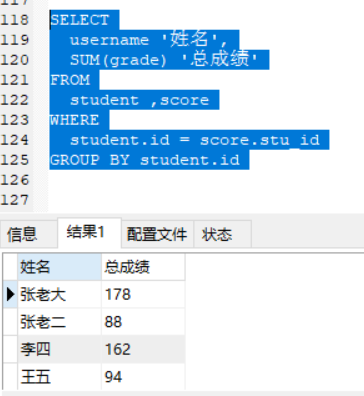 118 SELECT
119 username '姓名',
120 SUM(grade) '总成绩'
121 FROM
122 student ,score
123 WHERE
124 student.id = score.stu_id
125 GROUP BY student.id
126
127
信息 结果1 配置文件 状态
姓名 总成绩
张老大 178
张老二 88
李四 162
王五 94